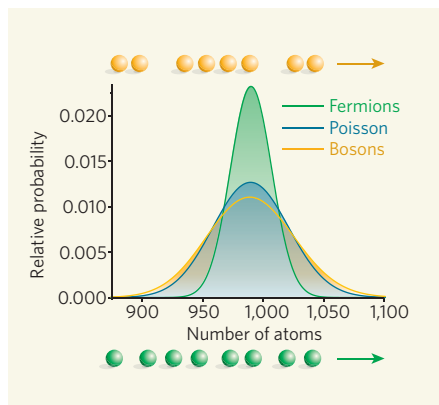 Fermions
Poisson
Bosons
0.020
0.015
0.010
0.005
0.000
Relative probability
900 950 1,000 1,050 1,100
Number of atoms